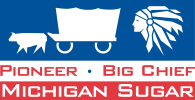 PIONEER · BIG CHIEF
MICHIGAN SUGAR